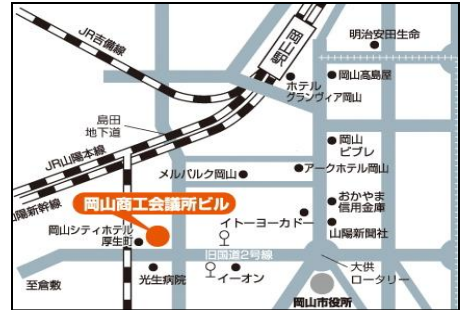 JR吉備線
岡山駅
明治安田生命
岡山高島屋
ホテル
グランヴィア岡山
島田
地下道
岡山
ビブレ
JR山陽本線
メルパルク岡山
アークホテル岡山
山陽新幹線
岡山商工会議所ビル
おかやま
信用金庫
イトーヨーカドー
岡山シティホテル
厚生町
山陽新聞社
旧国道2号線
大供
ロータリー
至倉敷
光生病院
イーオン
岡山市役所